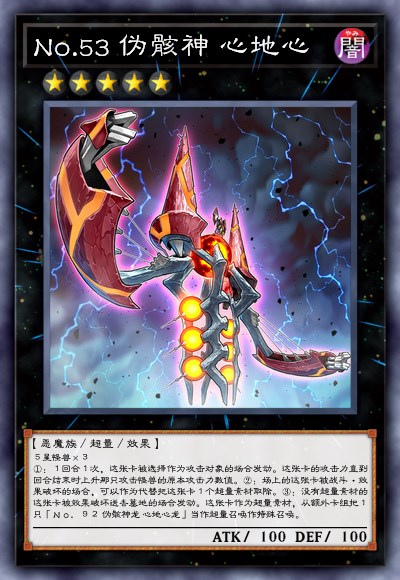 No.53 伪骸神 心地心
やみ
闇
【恶魔族／超量／效果】
5星怪兽×3
①：1回合1次，这张卡被选择作为攻击对象的场合发动。这张卡的攻击力直到
回合结束时上升那只攻击怪兽的原本攻击力数值。②：场上的这张卡被战斗·效
果破坏的场合，可以作为代替把这张卡1个超量素材取除。③：没有超量素材的
这张卡被效果破坏送去墓地的场合发动。这张卡作为超量素材，从额外卡组把1
只「No．92 伪骸神龙 心地心龙」当作超量召唤作特殊召唤。
ATK/ 100 DEF/ 100